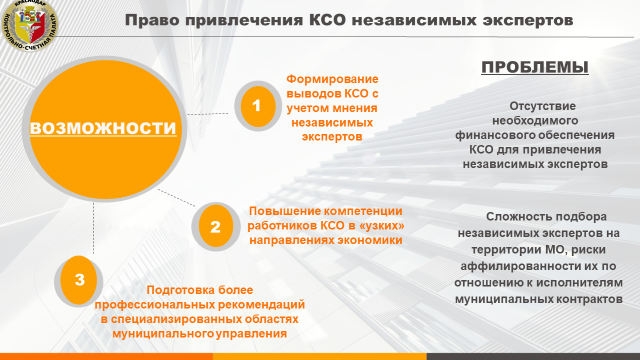 КРАСНОДАР
КОНТРОЛЬНО-СЧЕТНАЯ ПАЛАТА
Право привлечения КСО независимых экспертов
ВОЗМОЖНОСТИ
1
Формирование
выводов КСО с
учетом мнения
независимых
экспертов
2
Повышение компетенции
работников КСО в «узких»
направлениях экономики
3
Подготовка более
профессиональных рекомендаций
в специализированных областях
муниципального управления
ПРОБЛЕМЫ
Отсутствие
необходимого
финансового обеспечения
КСО для привлечения
независимых экспертов
Сложность подбора
независимых экспертов на
территории МО, риски
аффилированности их по
отношению к исполнителям
муниципальных контрактов